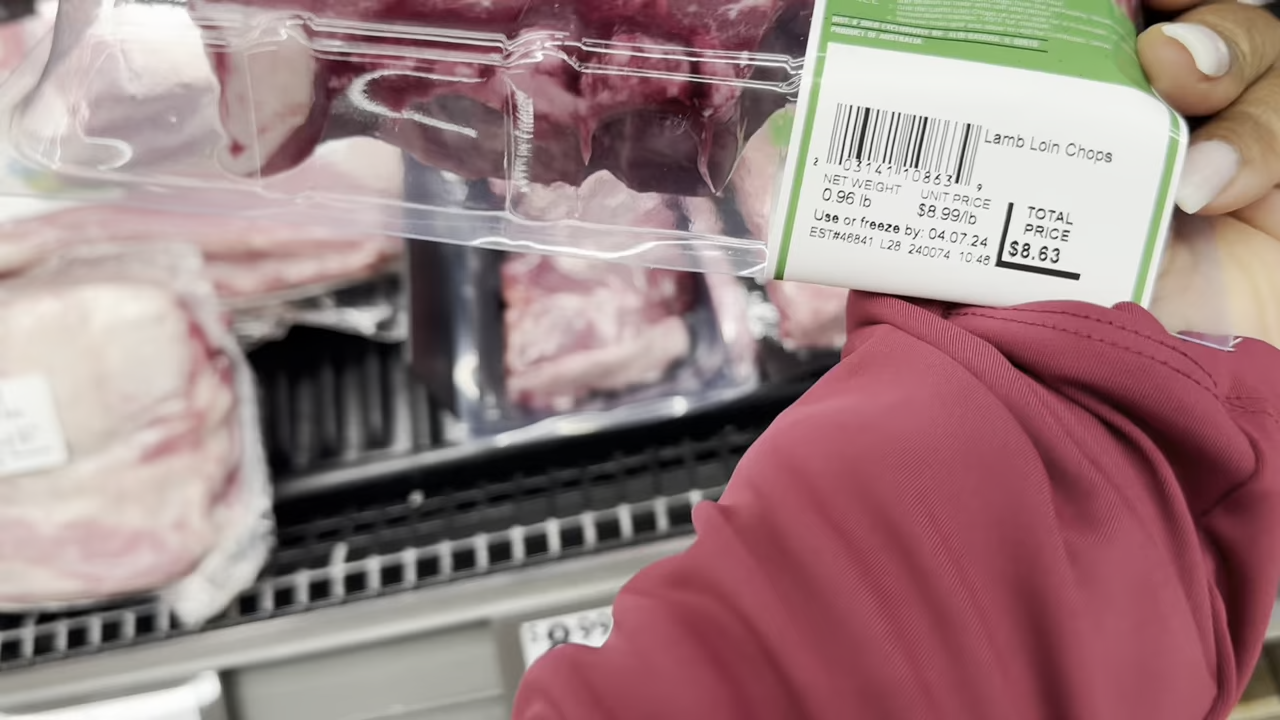 PRODUCT OF AUSTRALIA
Lamb Loin Chops
2 03141 10863 9
NET WEIGHT
0.96 lb
UNIT PRICE
$8.99/lb
Use or freeze by: 04.07.24
EST#46841 L28 240074 10:48
TOTAL
PRICE
$8.63